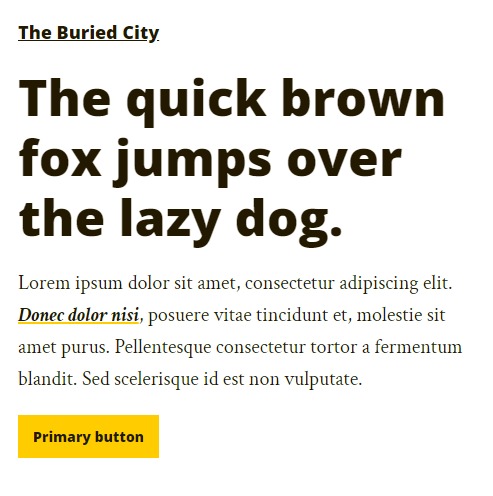 The Buried City
The quick brown
fox jumps over
the lazy dog.
Lorem ipsum dolor sit amet, consectetur adipiscing elit.
Donec dolor nisi, posuere vitae tincidunt et, molestie sit
amet purus. Pellentesque consectetur tortor a fermentum
blandit. Sed scelerisque id est non vulputate.
Primary button